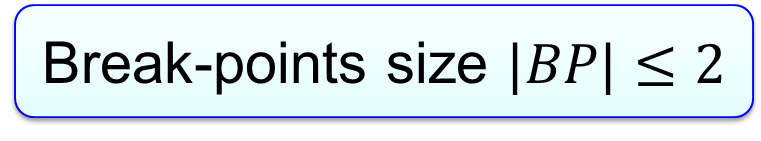 Break-points size |BP| ≤ 2